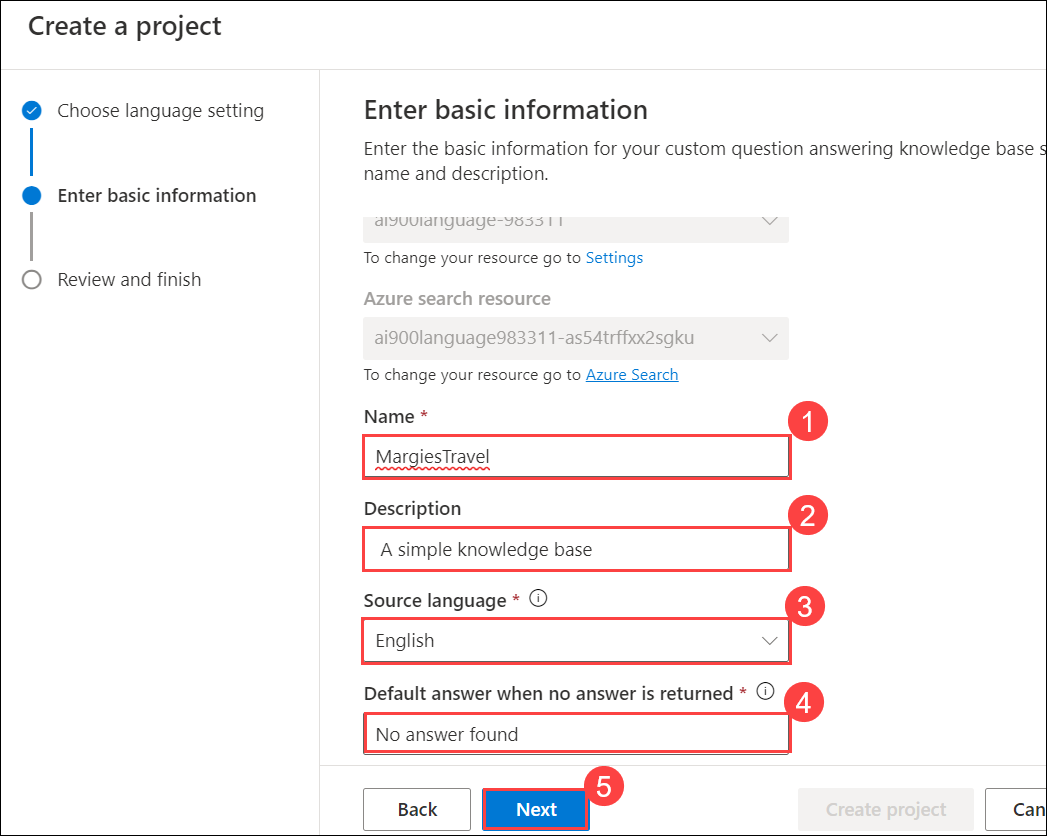 Create a project
Choose language setting
Enter basic information
Review and finish
Enter basic information
Enter the basic information for your custom question answering knowledge base s
name and description.
ai900language-983311
To change your resource go to Settings
Azure search resource
ai900language983311-as54trffxx2sgku
To change your resource go to Azure Search
Name *
1
MargiesTravel
Description
2
A simple knowledge base
Source language *
3
English
Default answer when no answer is returned *
4
No answer found
5
Back
Next
Create project
Can